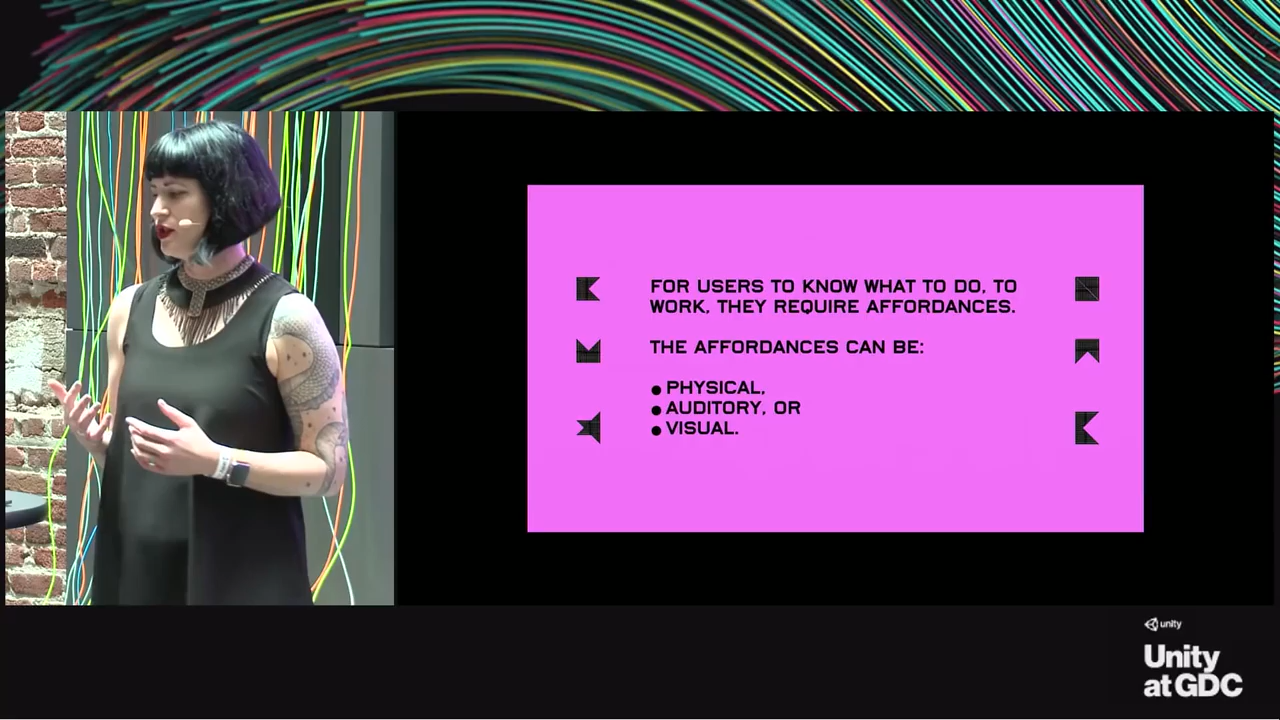 FOR USERS TO KNOW WHAT TO DO, TO
WORK, THEY REQUIRE AFFORDANCES.
THE AFFORDANCES CAN BE:
● PHYSICAL,
● AUDITORY, OR
● VISUAL.
unity
Unity
at GDC